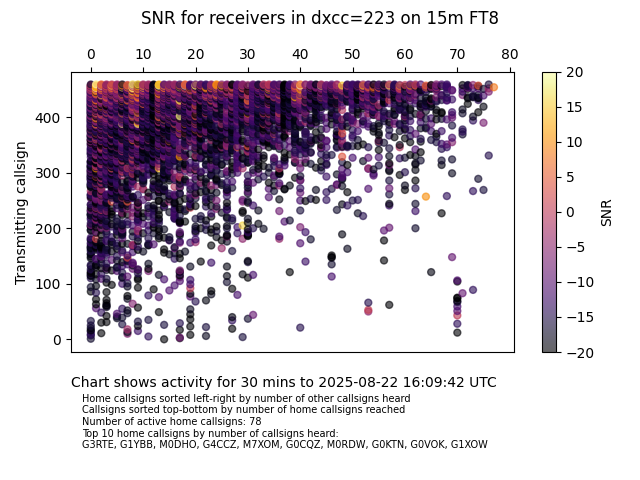 SNR for receivers in dxcc=223 on 15m FT8
0 10 20 30 40 50 60 70 80
400
300
200
100
0
Transmitting callsign
20
15
10
5
0
−5
−10
−15
−20
SNR
Chart shows activity for 30 mins to 2025-08-22 16:09:42 UTC
Home callsigns sorted left-right by number of other callsigns heard
Callsigns sorted top-bottom by number of home callsigns reached
Number of active home callsigns: 78
Top 10 home callsigns by number of callsigns heard:
G3RTE, G1YBB, M0DHO, G4CCZ, M7XOM, G0CQZ, M0RDW, G0KTN, G0VOK, G1XOW